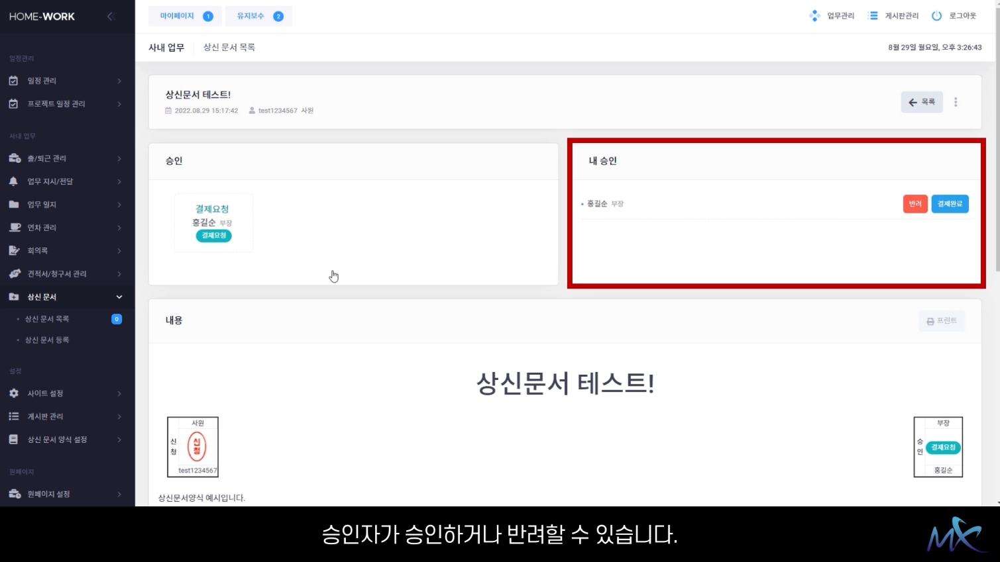 HOME-WORK
마이페이지 1
유지보수 2
업무관리
게시판관리
로그아웃
사내 업무
상신 문서 목록
8월 29일 월요일, 오후 3:26:43
일정관리
일정 관리
프로젝트 일정 관리
사내 업무
출/퇴근 관리
업무 지시/전달
업무 일지
연차 관리
회의록
견적서/청구서 관리
상신 문서
상신 문서 목록 0
상신 문서 등록
설정
사이트 설정
게시판 관리
상신 문서 양식 설정
원페이지
원페이지 설정
상신문서 테스트!
2022.08.29 15:17:42 test1234567 사원
목록
승인
결제요청
홍길순 부장
결제요청
내 승인
홍길순 부장
반려
결제완료
내용
프린트
상신문서 테스트!
신청
사원
신청
test1234567
승인
부장
결제요청
홍길순
상신문서양식 예시입니다.
승인자가 승인하거나 반려할 수 있습니다.
MX